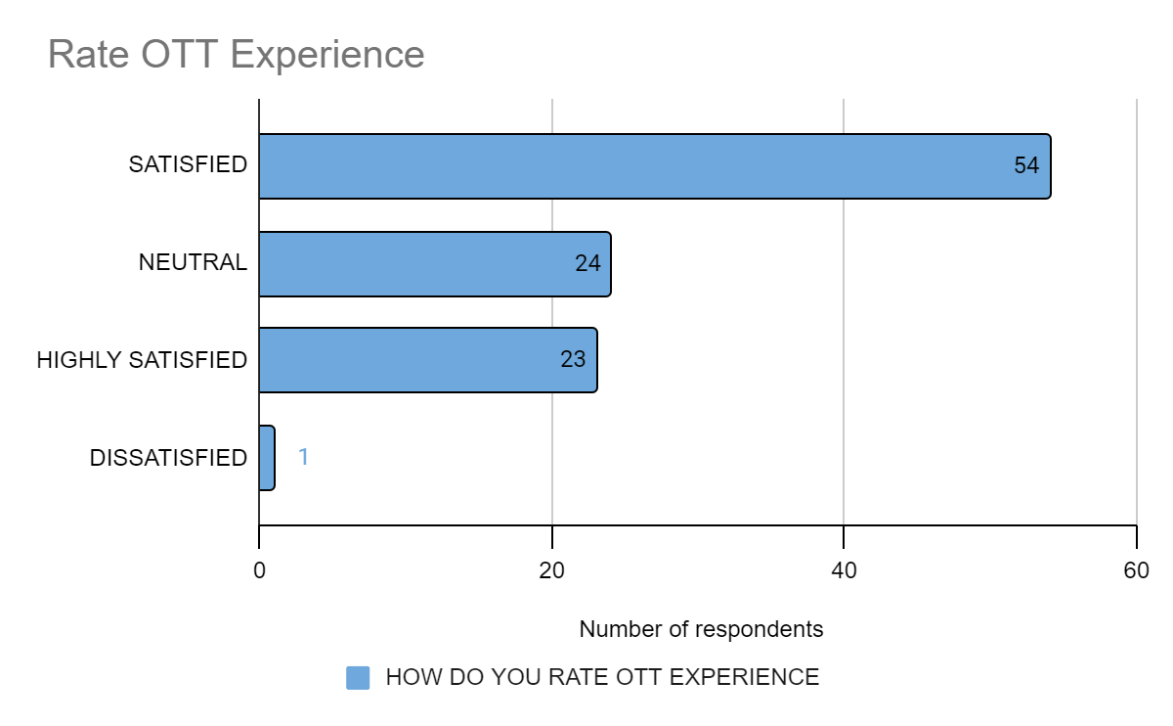 Rate OTT Experience
SATISFIED
54
NEUTRAL
24
HIGHLY SATISFIED
23
DISSATISFIED
1
0
20
40
60
Number of respondents
HOW DO YOU RATE OTT EXPERIENCE